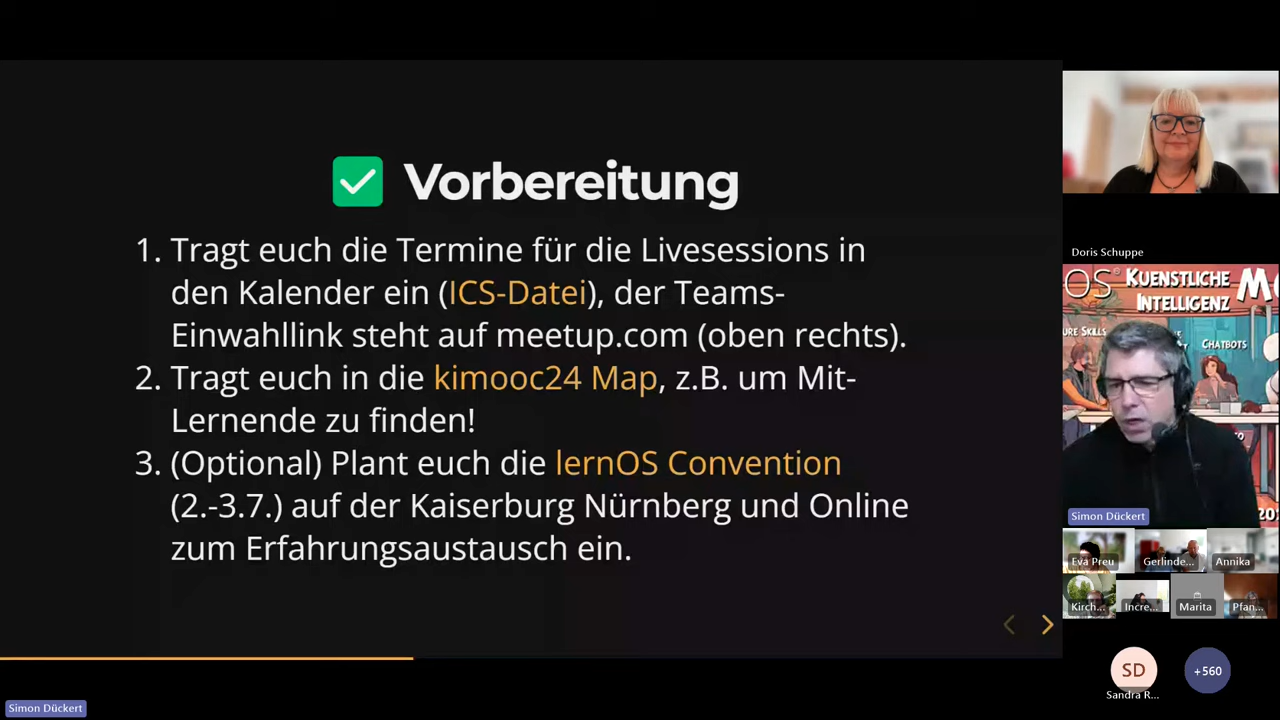 ✅ Vorbereitung
1. Tragt euch die Termine für die Livesessions in
den Kalender ein (ICS-Datei), der Teams-
Einwahllink steht auf meetup.com (oben rechts).
2. Tragt euch in die kimooc24 Map, z.B. um Mit-
Lernende zu finden!
3. (Optional) Plant euch die lernOS Convention
(2.-3.7.) auf der Kaiserburg Nürnberg und Online
zum Erfahrungsaustausch ein.
Simon Dückert
Doris Schuppe
OS® KUENSTLICHE
INTELLIGENZ
URE SKILLS
CHATBOTS
Simon Dückert
Eva Preu
Gerlinde...
Annika
Kirch...
Incre...
Marita
Pfan...
SD
+560
Sandra R...